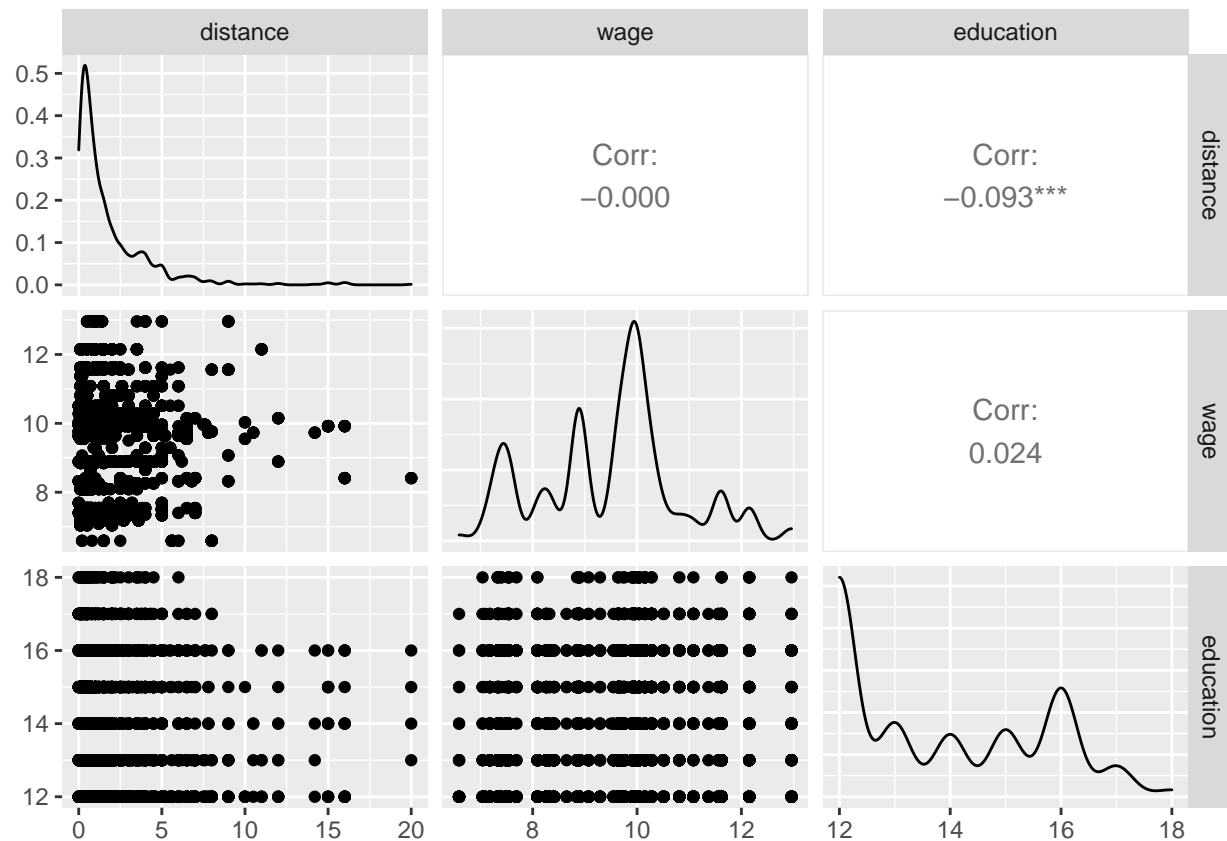 distance wage education
0.5
0.4
0.3
0.2
0.1
0.0
Corr:
−0.000
Corr:
−0.093***
distance
12
10
8
Corr:
0.024
wage
18
16
14
12
education
0 5 10 15 20
8 10 12
12 14 16 18